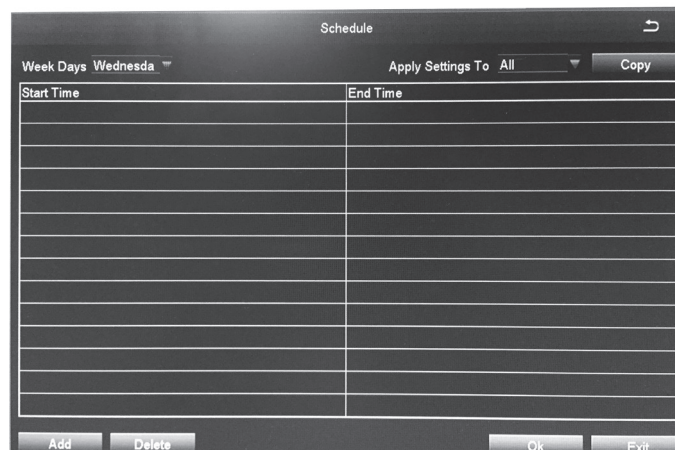 Schedule
Week Days Wednesda Apply Settings To All Copy
Start Time End Time
Add Delete Ok Exit